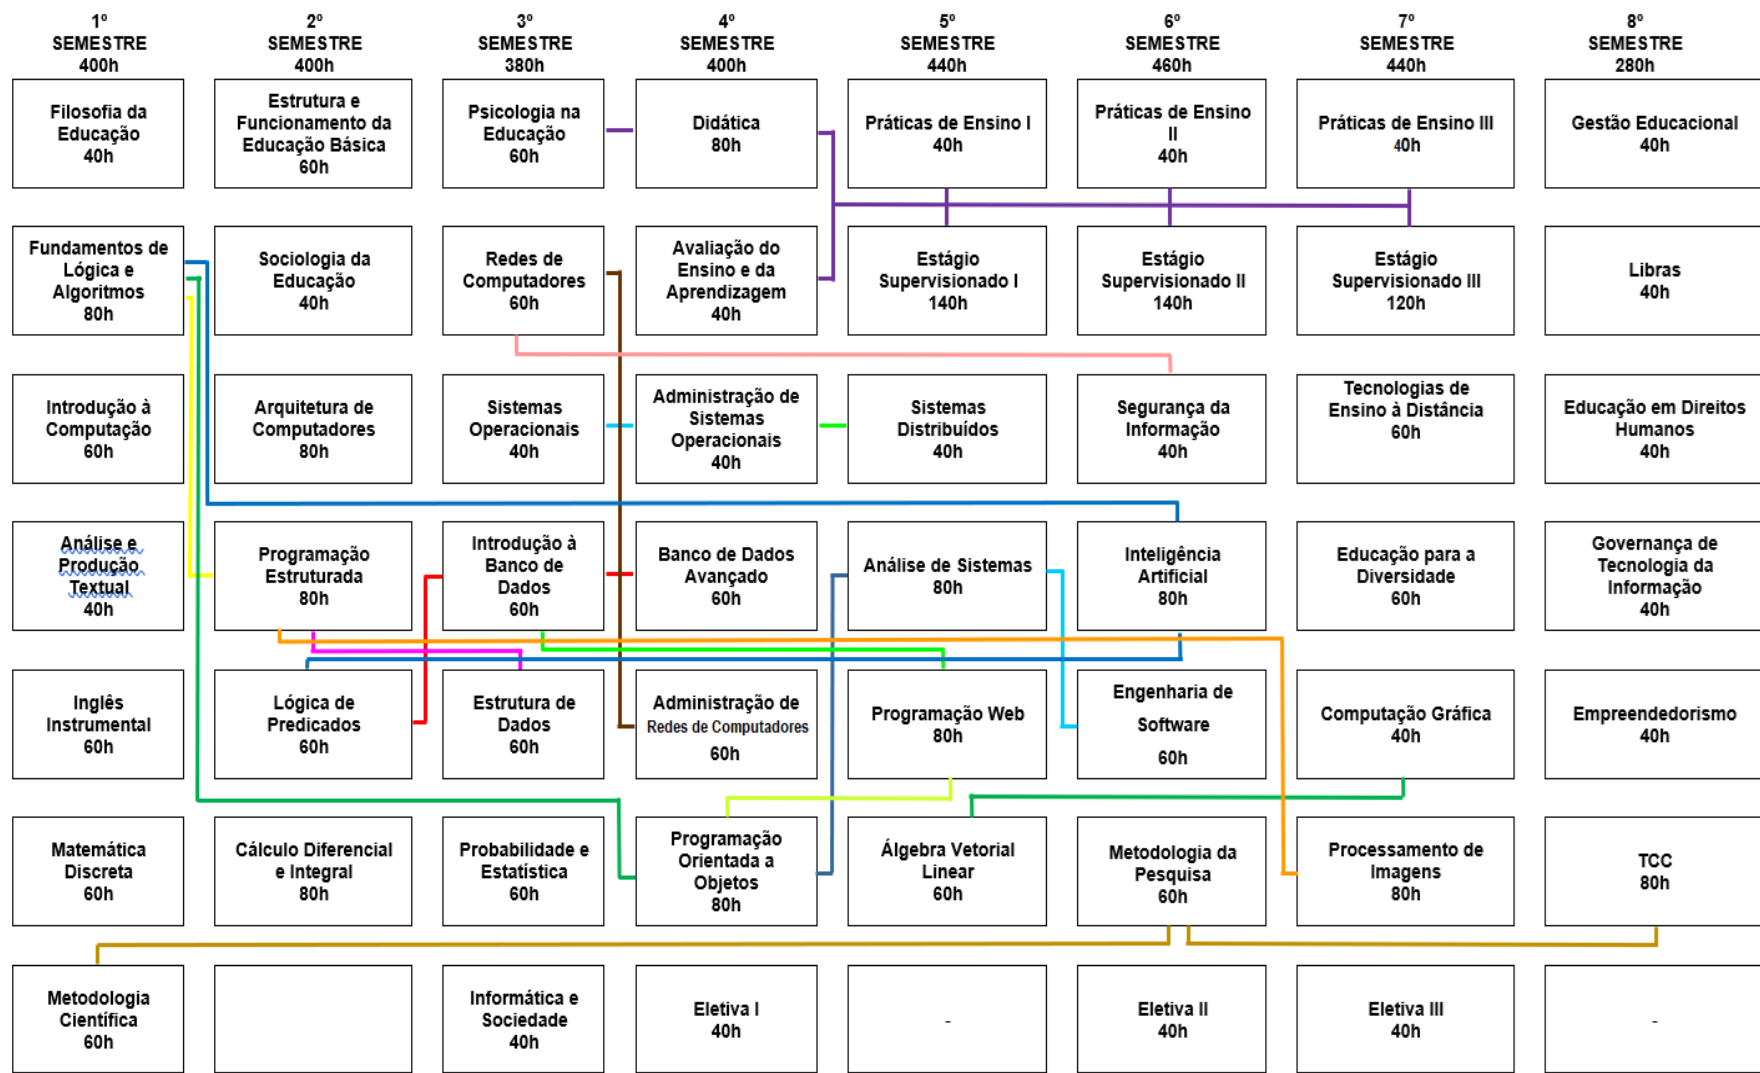 1º
SEMESTRE
400h
2º
SEMESTRE
400h
3º
SEMESTRE
380h
4º
SEMESTRE
400h
5º
SEMESTRE
440h
6º
SEMESTRE
460h
7º
SEMESTRE
440h
8º
SEMESTRE
280h
Filosofia da
Educação
40h
Estrutura e
Funcionamento da
Educação Básica
60h
Psicologia na
Educação
60h
Didática
80h
Práticas de Ensino I
40h
Práticas de Ensino
II
40h
Práticas de Ensino III
40h
Gestão Educacional
40h
Fundamentos de
Lógica e
Algoritmos
80h
Sociologia da
Educação
40h
Redes de
Computadores
60h
Avaliação do
Ensino e da
Aprendizagem
40h
Estágio
Supervisionado I
140h
Estágio
Supervisionado II
140h
Estágio
Supervisionado III
120h
Libras
40h
Introdução à
Computação
60h
Arquitetura de
Computadores
80h
Sistemas
Operacionais
40h
Administração de
Sistemas
Operacionais
40h
Sistemas
Distribuídos
40h
Segurança da
Informação
40h
Tecnologias de
Ensino à Distância
60h
Educação em Direitos
Humanos
40h
Análise e
Produção
Textual
40h
Programação
Estruturada
80h
Introdução à
Banco de
Dados
60h
Banco de Dados
Avançado
60h
Análise de Sistemas
80h
Inteligência
Artificial
80h
Educação para a
Diversidade
60h
Governança de
Tecnologia da
Informação
40h
Inglês
Instrumental
60h
Lógica de
Predicados
60h
Estrutura de
Dados
60h
Administração de
Redes de Computadores
60h
Programação Web
80h
Engenharia de
Software
60h
Computação Gráfica
40h
Empreendedorismo
40h
Matemática
Discreta
60h
Cálculo Diferencial
e Integral
80h
Probabilidade e
Estatística
60h
Programação
Orientada a
Objetos
80h
Álgebra Vetorial
Linear
60h
Metodologia da
Pesquisa
60h
Processamento de
Imagens
80h
TCC
80h
Metodologia
Científica
60h
Informática e
Sociedade
40h
Eletiva I
40h
-
Eletiva II
40h
Eletiva III
40h
-